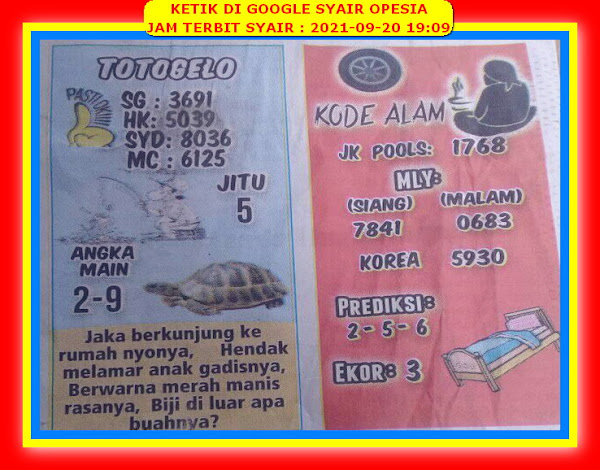 KETIK DI GOOGLE SYAIR OPESIA
JAM TERBIT SYAIR : 2021-09-20 19:09
TOTOGELO
PASTI OK!!!
SG : 3691
HK: 5039
SYD: 8036
MC : 6125
JITU
5
ANGKA
MAIN
2-9
Jaka berkunjung ke
rumah nyonya, Hendak
melamar anak gadisnya,
Berwarna merah manis
rasanya, Biji di luar apa
buahnya?
KODE ALAM
JK POOLS: 1768
MLY:
(SIANG) (MALAM)
7841 0683
KOREA 5930
PREDIKSI:
2 - 5 - 6
EKOR: 3